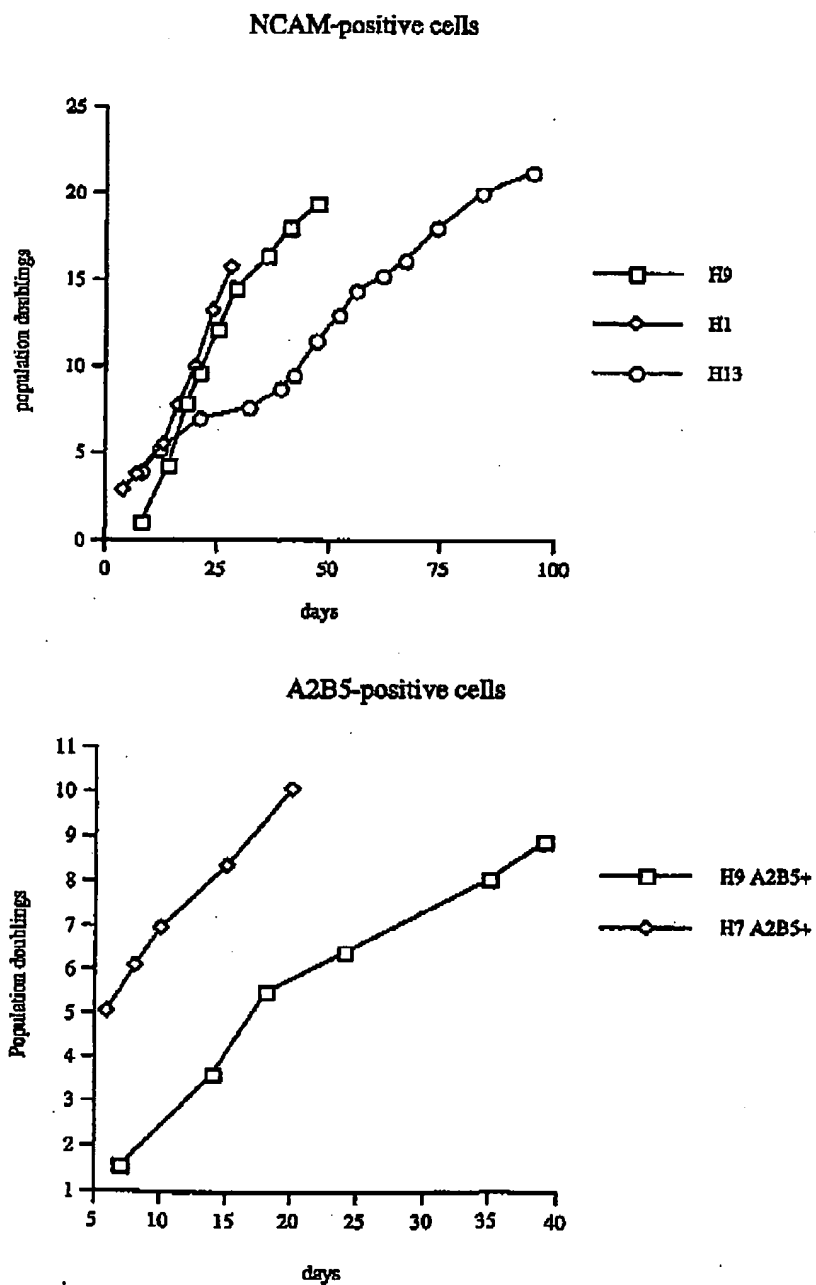 NCAM-positive cells
25
20
15
10
5
0
population doublings
0 25 50 75 100
days
H9
H1
H13
A2B5-positive cells
11
10
9
8
7
6
5
4
3
2
1
Population doublings
5 10 15 20 25 30 35 40
days
H9 A2B5+
H7 A2B5+